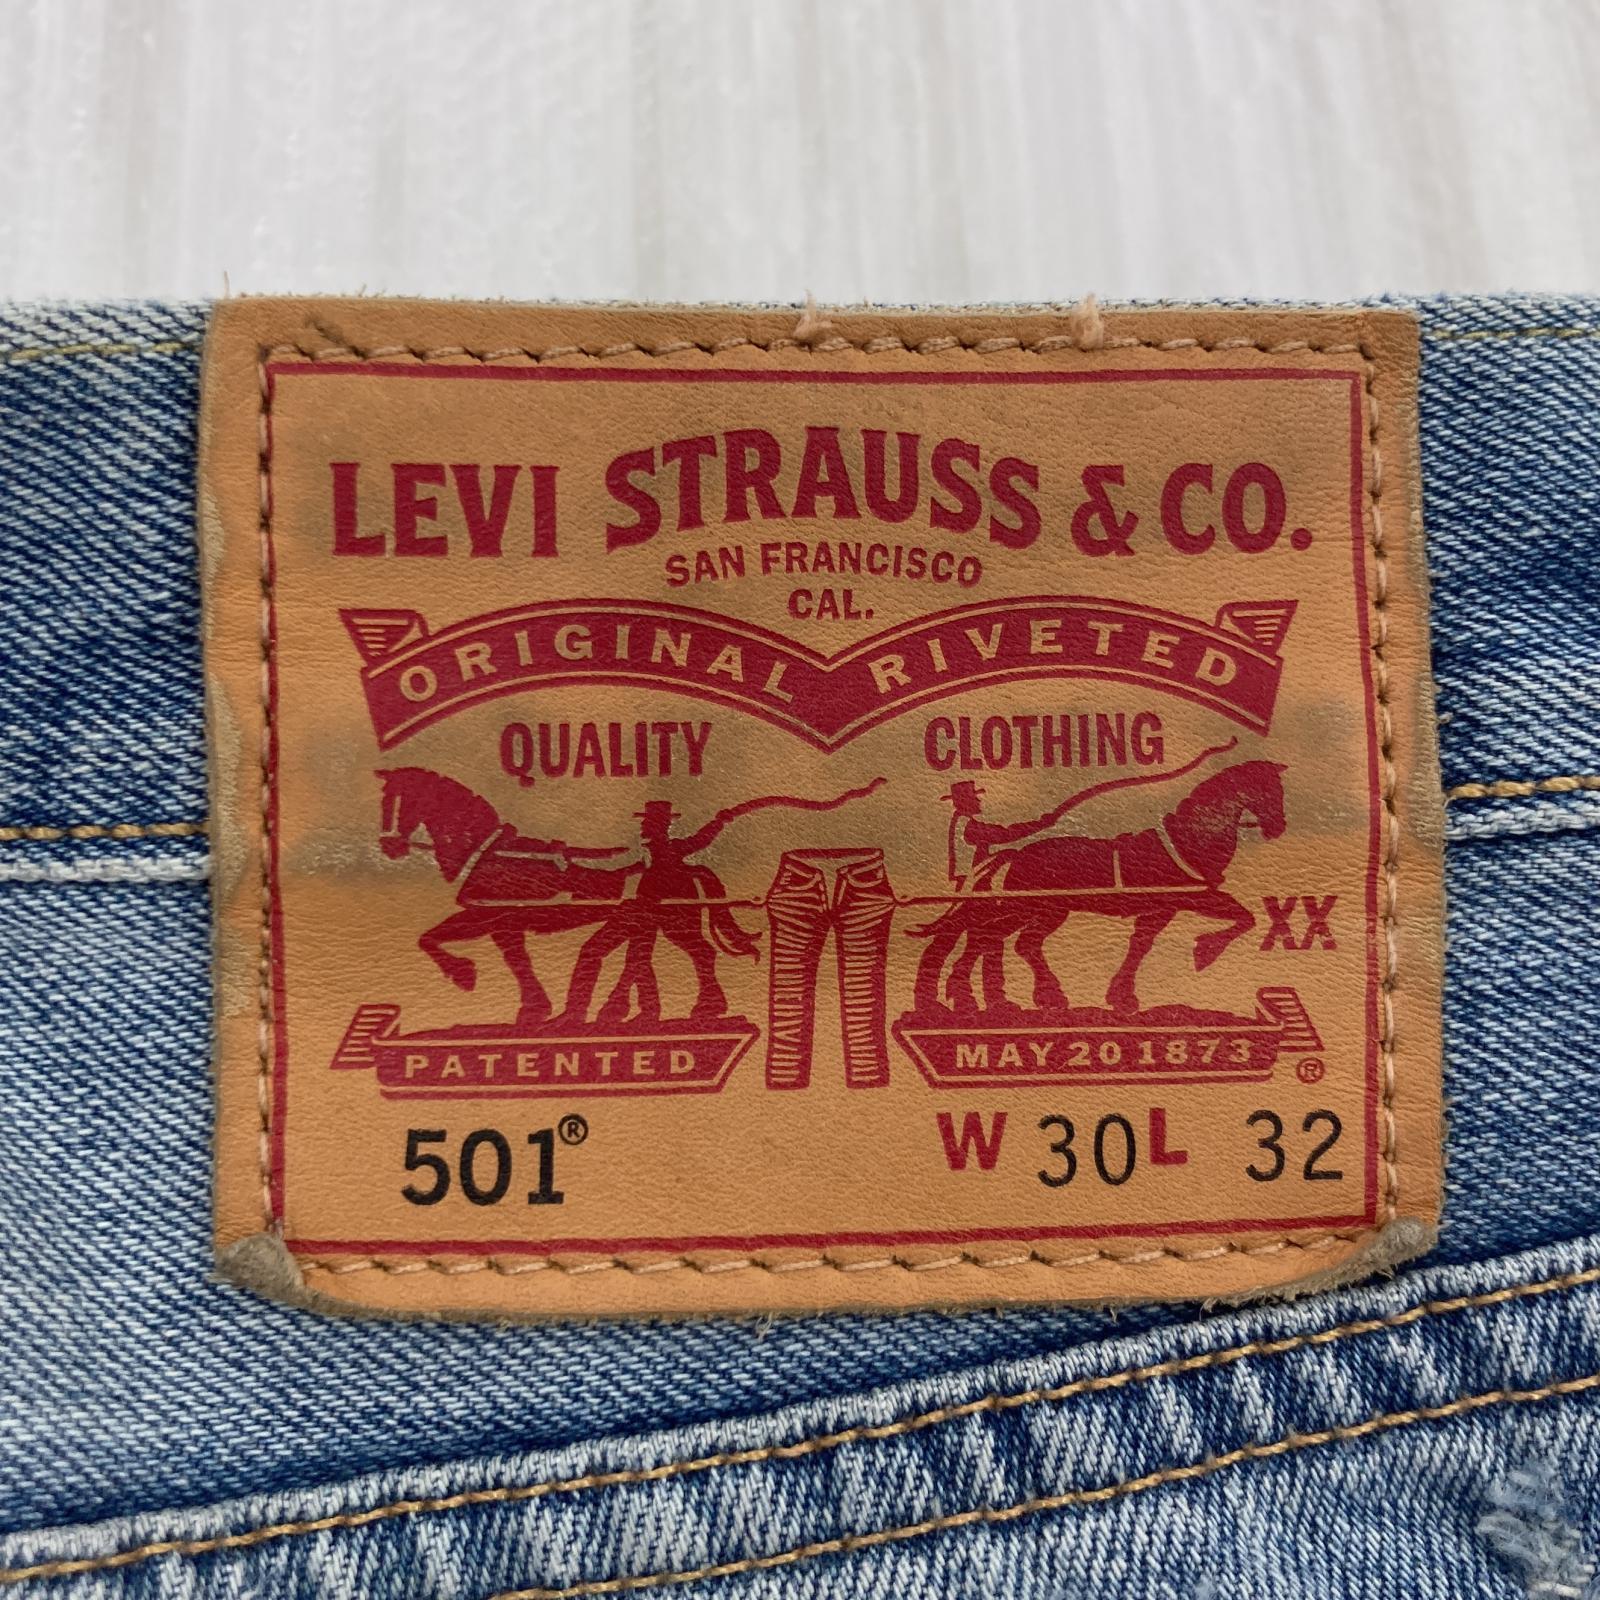 LEVI STRAUSS & CO.
SAN FRANCISCO
CAL.
ORIGINAL RIVETED
QUALITY CLOTHING
XX
PATENTED MAY 20 1873 ®
501® W 30 L 32